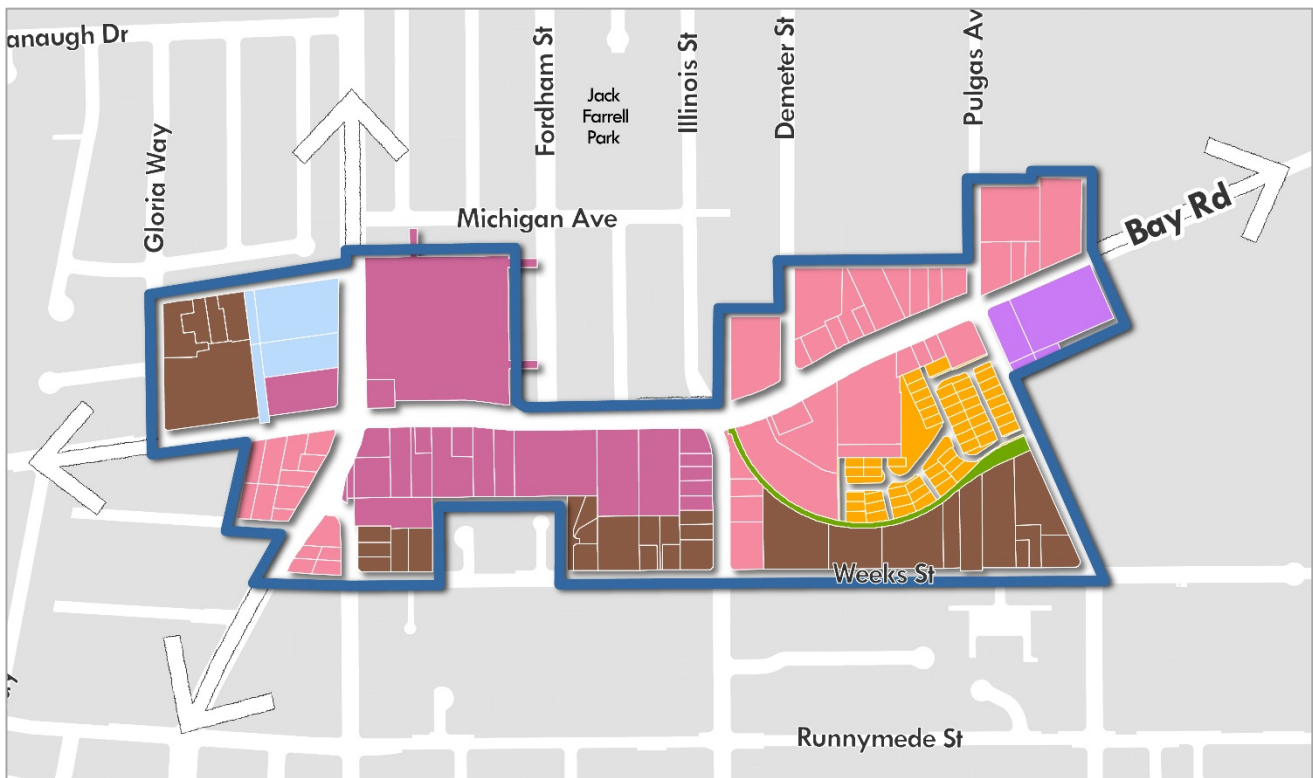 anaugh Dr
Gloria Way
Fordham St
Jack
Farrell
Park
Illinois St
Demeter St
Pulgas Av
Michigan Ave
Bay Rd
Weeks St
Runnymede St